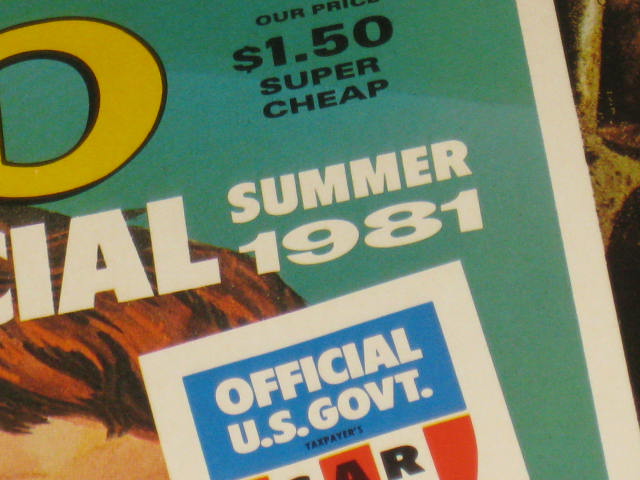 OUR PRICE
$1.50
SUPER
CHEAP
D
CIAL
SUMMER
1981
OFFICIAL
U.S. GOVT.
TAXPAYER'S